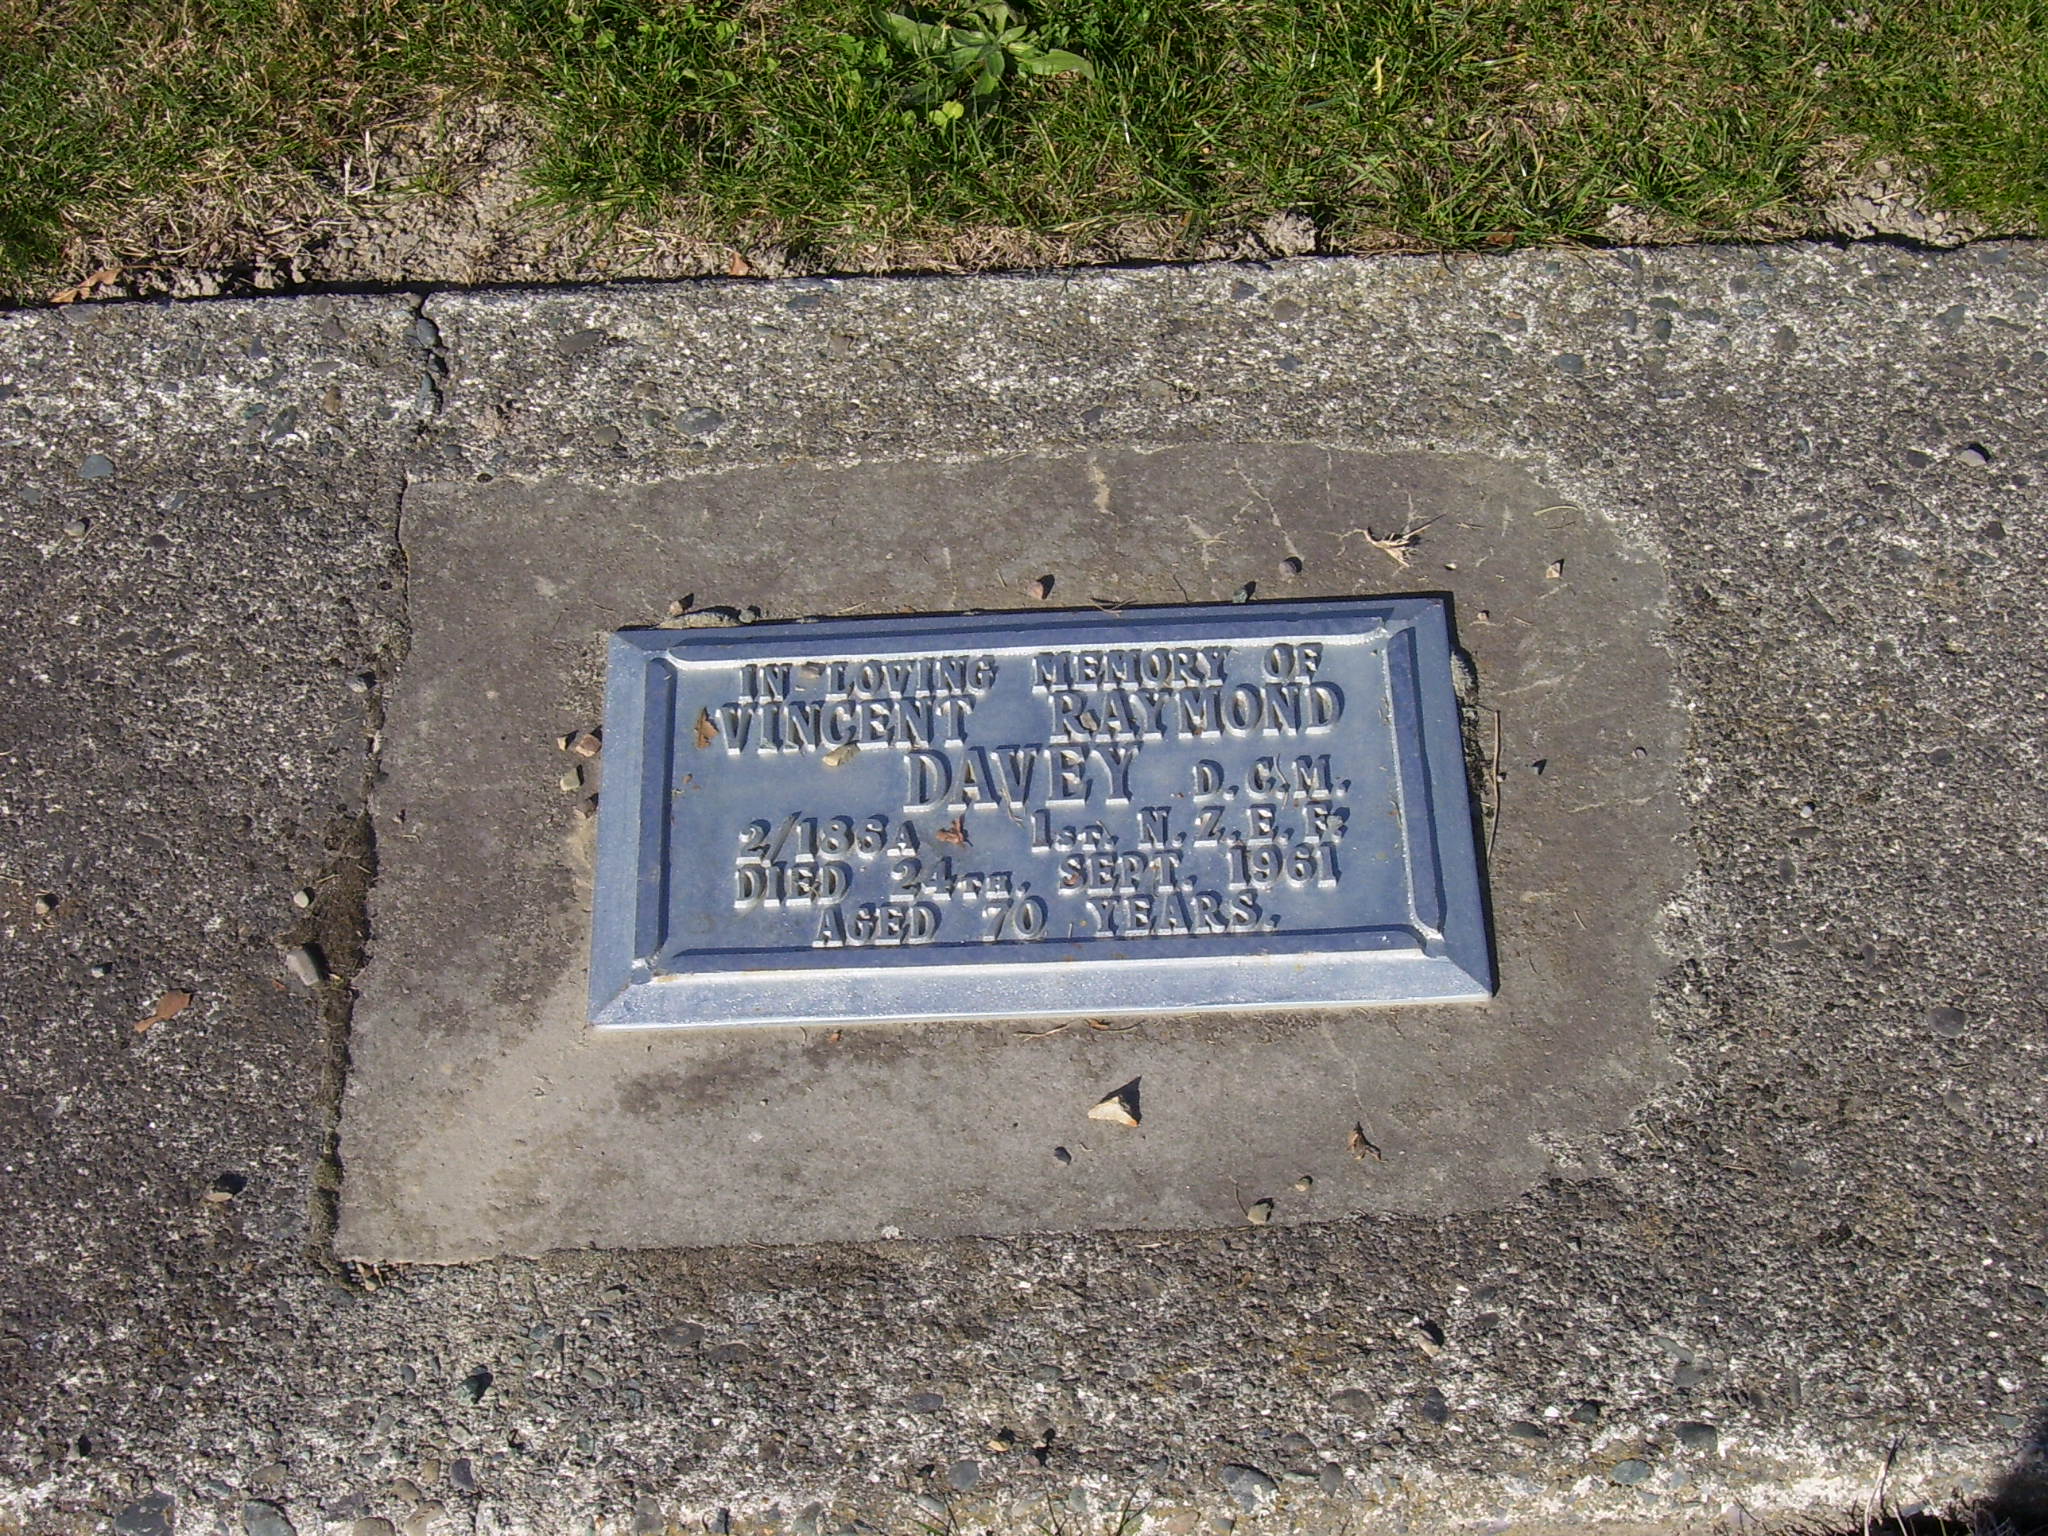 IN LOVING MEMORY OF
VINCENT RAYMOND
DAVEY D.C.M.
2/186A 1ST. N.Z.E.F.
DIED 24TH. SEPT. 1961
AGED 70 YEARS.